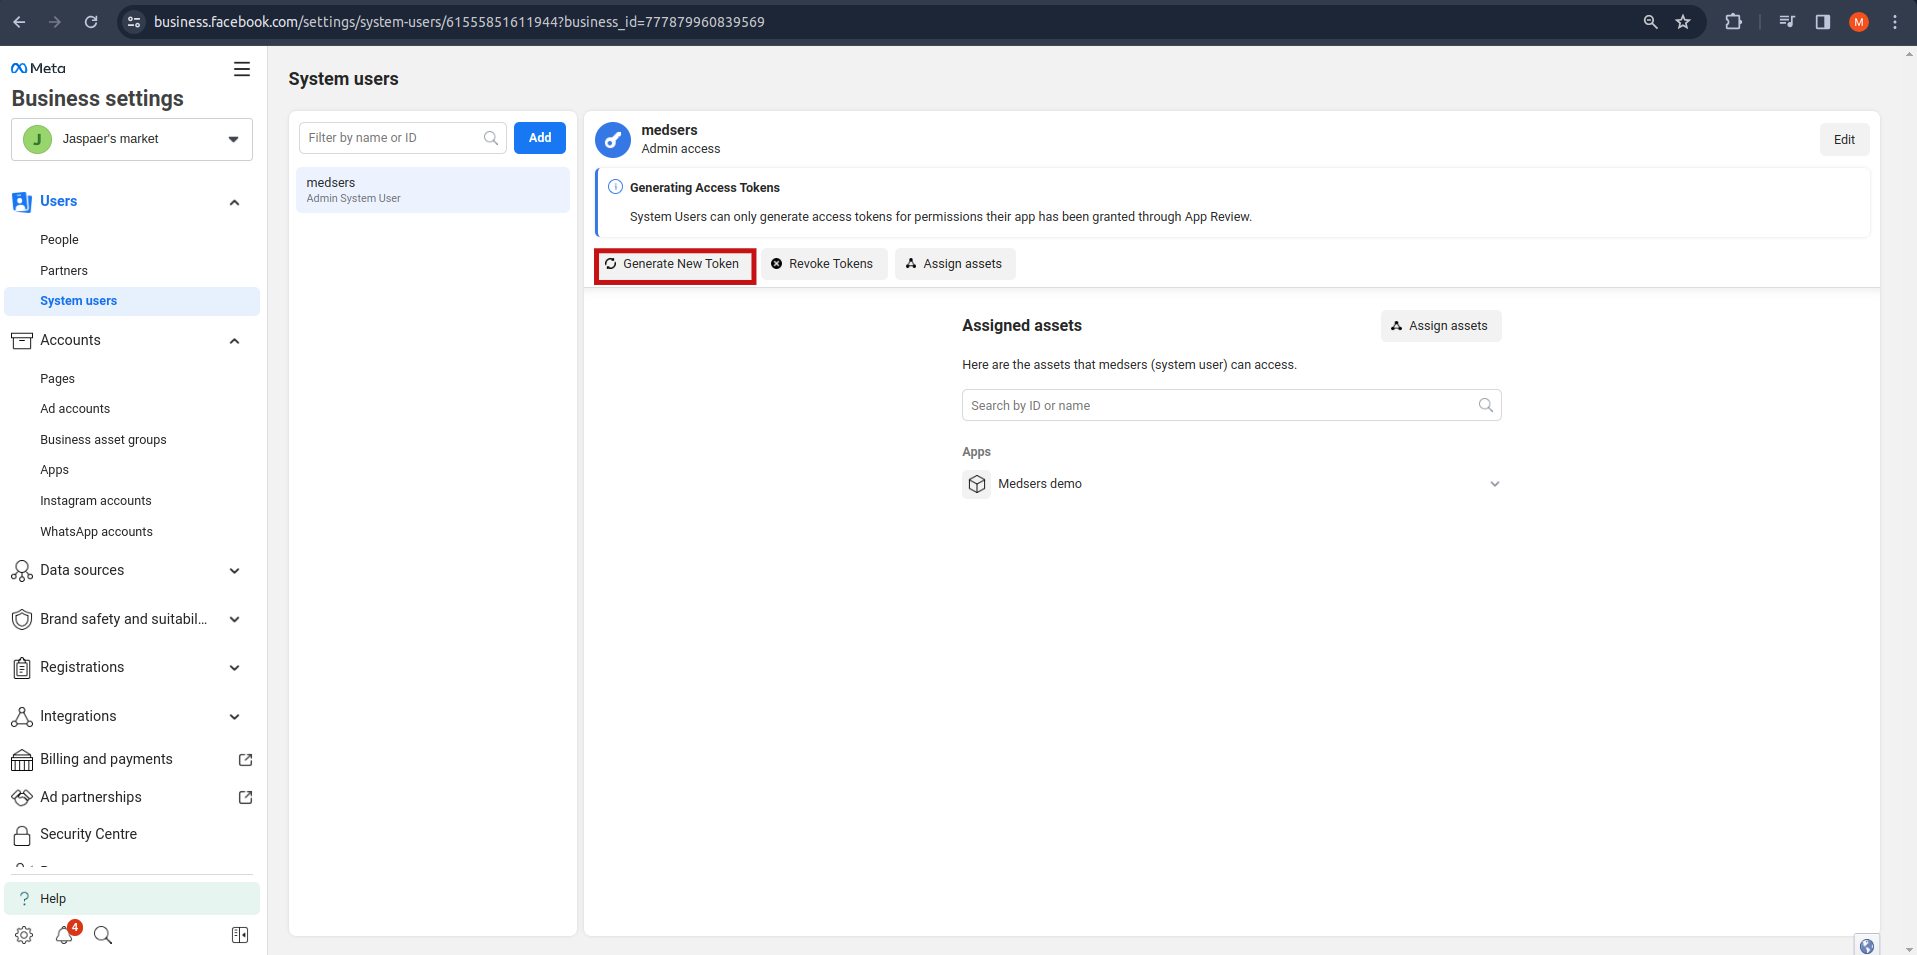 business.facebook.com/settings/system-users/61555851611944?business_id=777879960839569
M
Meta
Business settings
J
Jaspaer's market
Users
People
Partners
System users
Accounts
Pages
Ad accounts
Business asset groups
Apps
Instagram accounts
WhatsApp accounts
Data sources
Brand safety and suitabil...
Registrations
Integrations
Billing and payments
Ad partnerships
Security Centre
? Help
4
System users
Filter by name or ID
Add
medsers
Admin System User
medsers
Admin access
Edit
Generating Access Tokens
System Users can only generate access tokens for permissions their app has been granted through App Review.
Generate New Token
Revoke Tokens
Assign assets
Assigned assets
Assign assets
Here are the assets that medsers (system user) can access.
Search by ID or name
Apps
Medsers demo